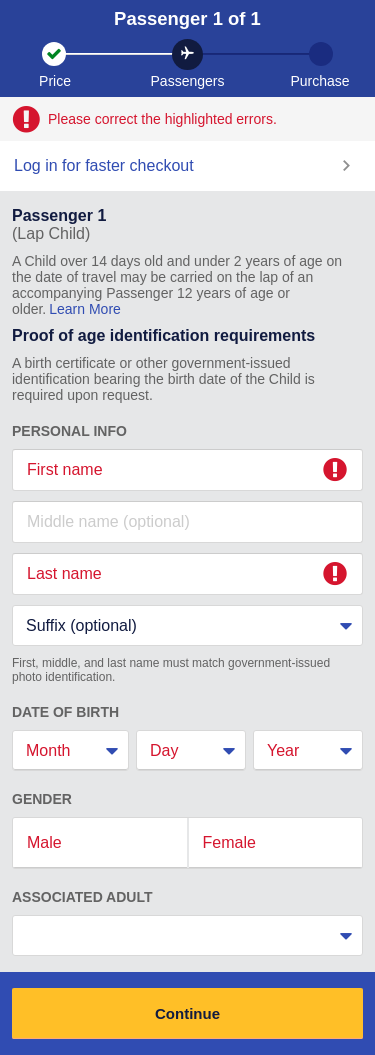 Passenger 1 of 1
Price
Passengers
Purchase
Please correct the highlighted errors.
Log in for faster checkout
Passenger 1
(Lap Child)
A Child over 14 days old and under 2 years of age on
the date of travel may be carried on the lap of an
accompanying Passenger 12 years of age or
older. Learn More
Proof of age identification requirements
A birth certificate or other government-issued
identification bearing the birth date of the Child is
required upon request.
PERSONAL INFO
First name
Middle name (optional)
Last name
Suffix (optional)
First, middle, and last name must match government-issued
photo identification.
DATE OF BIRTH
Month Day Year
GENDER
Male Female
ASSOCIATED ADULT
Continue